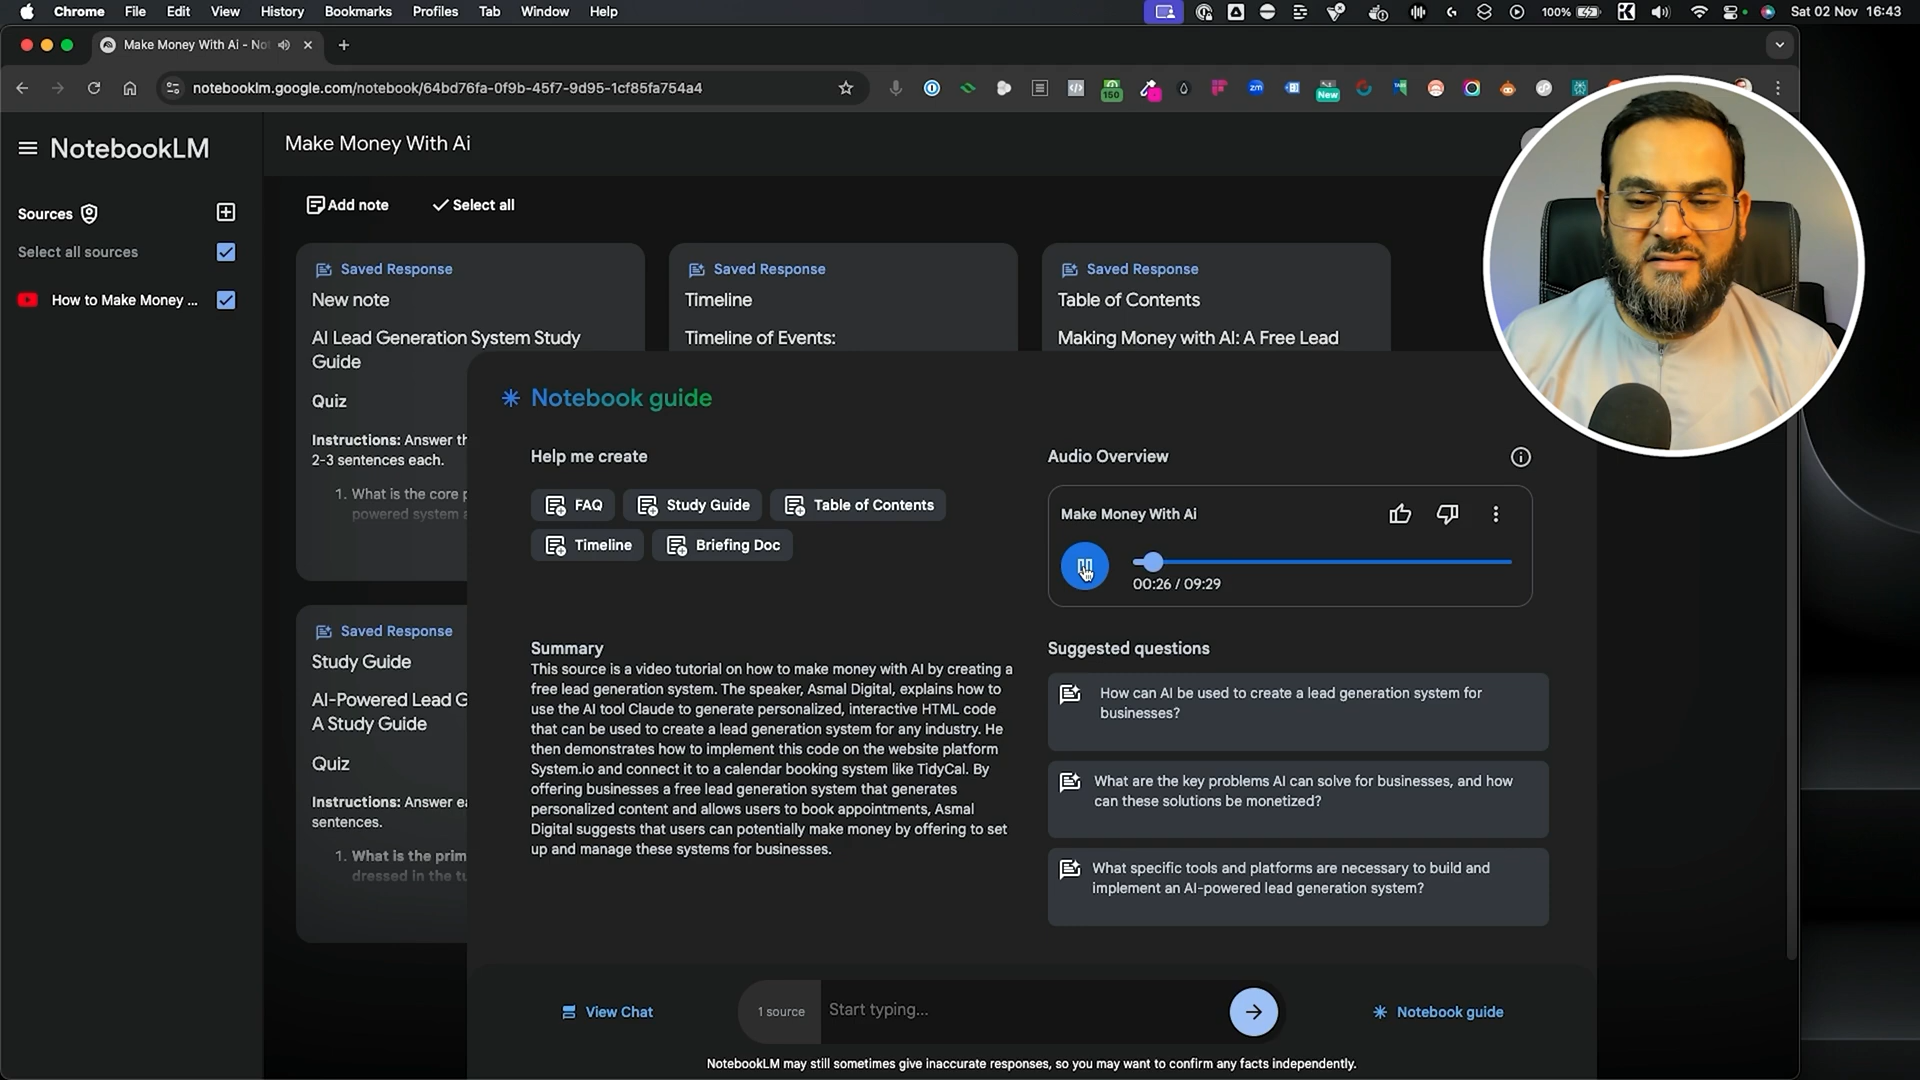 Chrome File Edit View History Bookmarks Profiles Tab Window Help
100% Sat 02 Nov 16:43
Make Money With Ai - No
notebooklm.google.com/notebook/64bd76fa-0f9b-45f7-9d95-1cf85fa754a4
150
zm
New
NotebookLM
Make Money With Ai
Sources
Select all sources
How to Make Money ...
Add note
Select all
Saved Response
New note
AI Lead Generation System Study
Guide
Quiz
Instructions: Answer th
2-3 sentences each.
1. What is the core p
powered system a
Saved Response
Timeline
Timeline of Events:
Saved Response
Table of Contents
Making Money with AI: A Free Lead
Saved Response
Study Guide
AI-Powered Lead G
A Study Guide
Quiz
Instructions: Answer ea
sentences.
1. What is the prim
dressed in the tu
Notebook guide
Help me create
FAQ
Study Guide
Table of Contents
Timeline
Briefing Doc
Audio Overview
Make Money With Ai
00:26 / 09:29
Summary
This source is a video tutorial on how to make money with AI by creating a
free lead generation system. The speaker, Asmal Digital, explains how to
use the AI tool Claude to generate personalized, interactive HTML code
that can be used to create a lead generation system for any industry. He
then demonstrates how to implement this code on the website platform
System.io and connect it to a calendar booking system like TidyCal. By
offering businesses a free lead generation system that generates
personalized content and allows users to book appointments, Asmal
Digital suggests that users can potentially make money by offering to set
up and manage these systems for businesses.
Suggested questions
How can AI be used to create a lead generation system for
businesses?
What are the key problems AI can solve for businesses, and how
can these solutions be monetized?
What specific tools and platforms are necessary to build and
implement an AI-powered lead generation system?
View Chat
1 source
Start typing...
Notebook guide
NotebookLM may still sometimes give inaccurate responses, so you may want to confirm any facts independently.